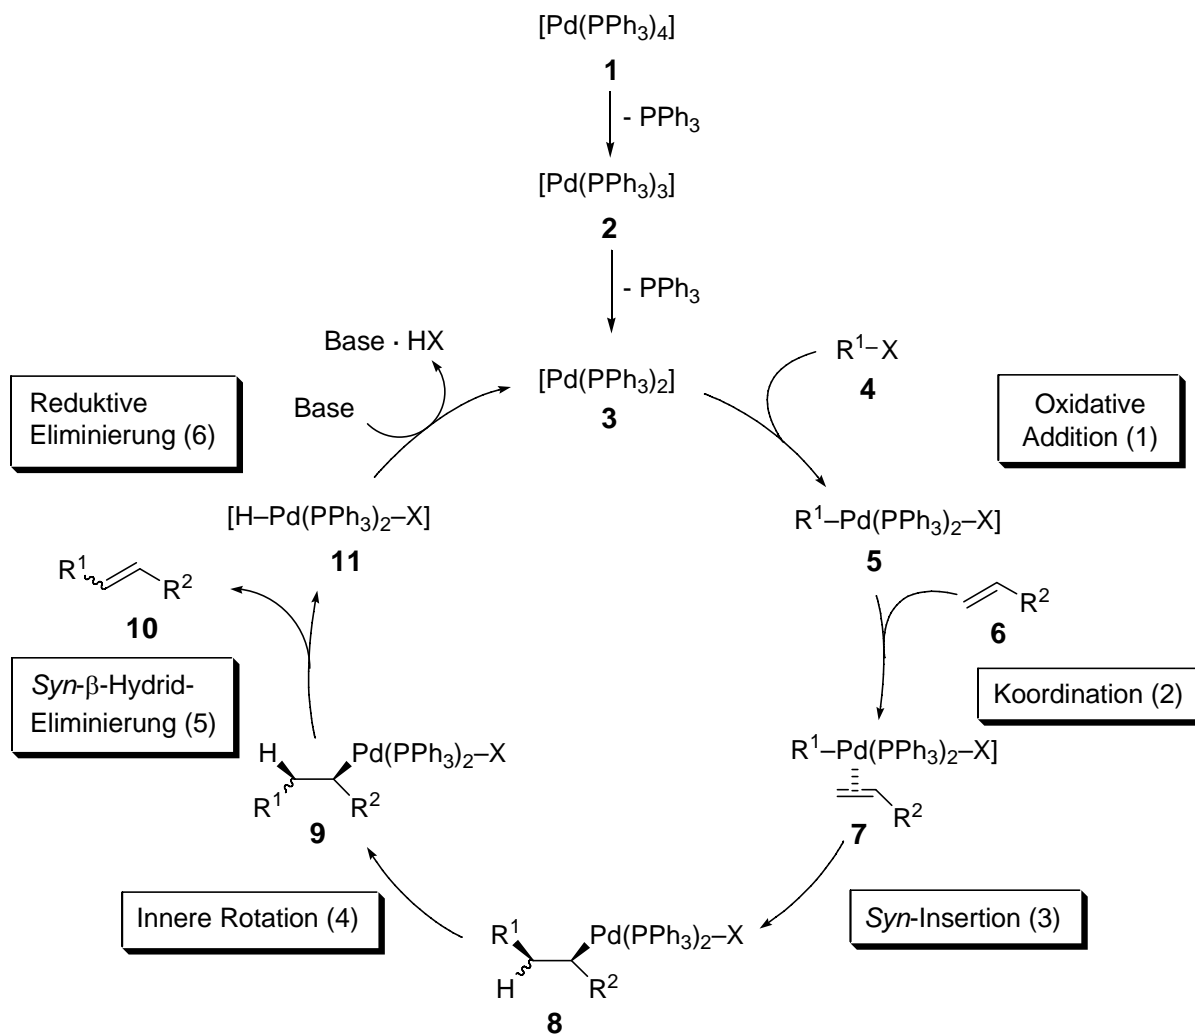 [Pd(PPh3)4]
1
- PPh3
[Pd(PPh3)3]
2
- PPh3
Base · HX
R1–X
4
Reduktive
Eliminierung (6)
Base
[Pd(PPh3)2]
3
Oxidative
Addition (1)
[H–Pd(PPh3)2–X]
11
R1–Pd(PPh3)2–X]
5
R1
R2
10
R2
6
Syn-β-Hydrid-
Eliminierung (5)
Koordination (2)
H
Pd(PPh3)2–X
R1
R2
9
R1–Pd(PPh3)2–X]
R2
7
Innere Rotation (4)
Syn-Insertion (3)
R1
Pd(PPh3)2–X
H
R2
8